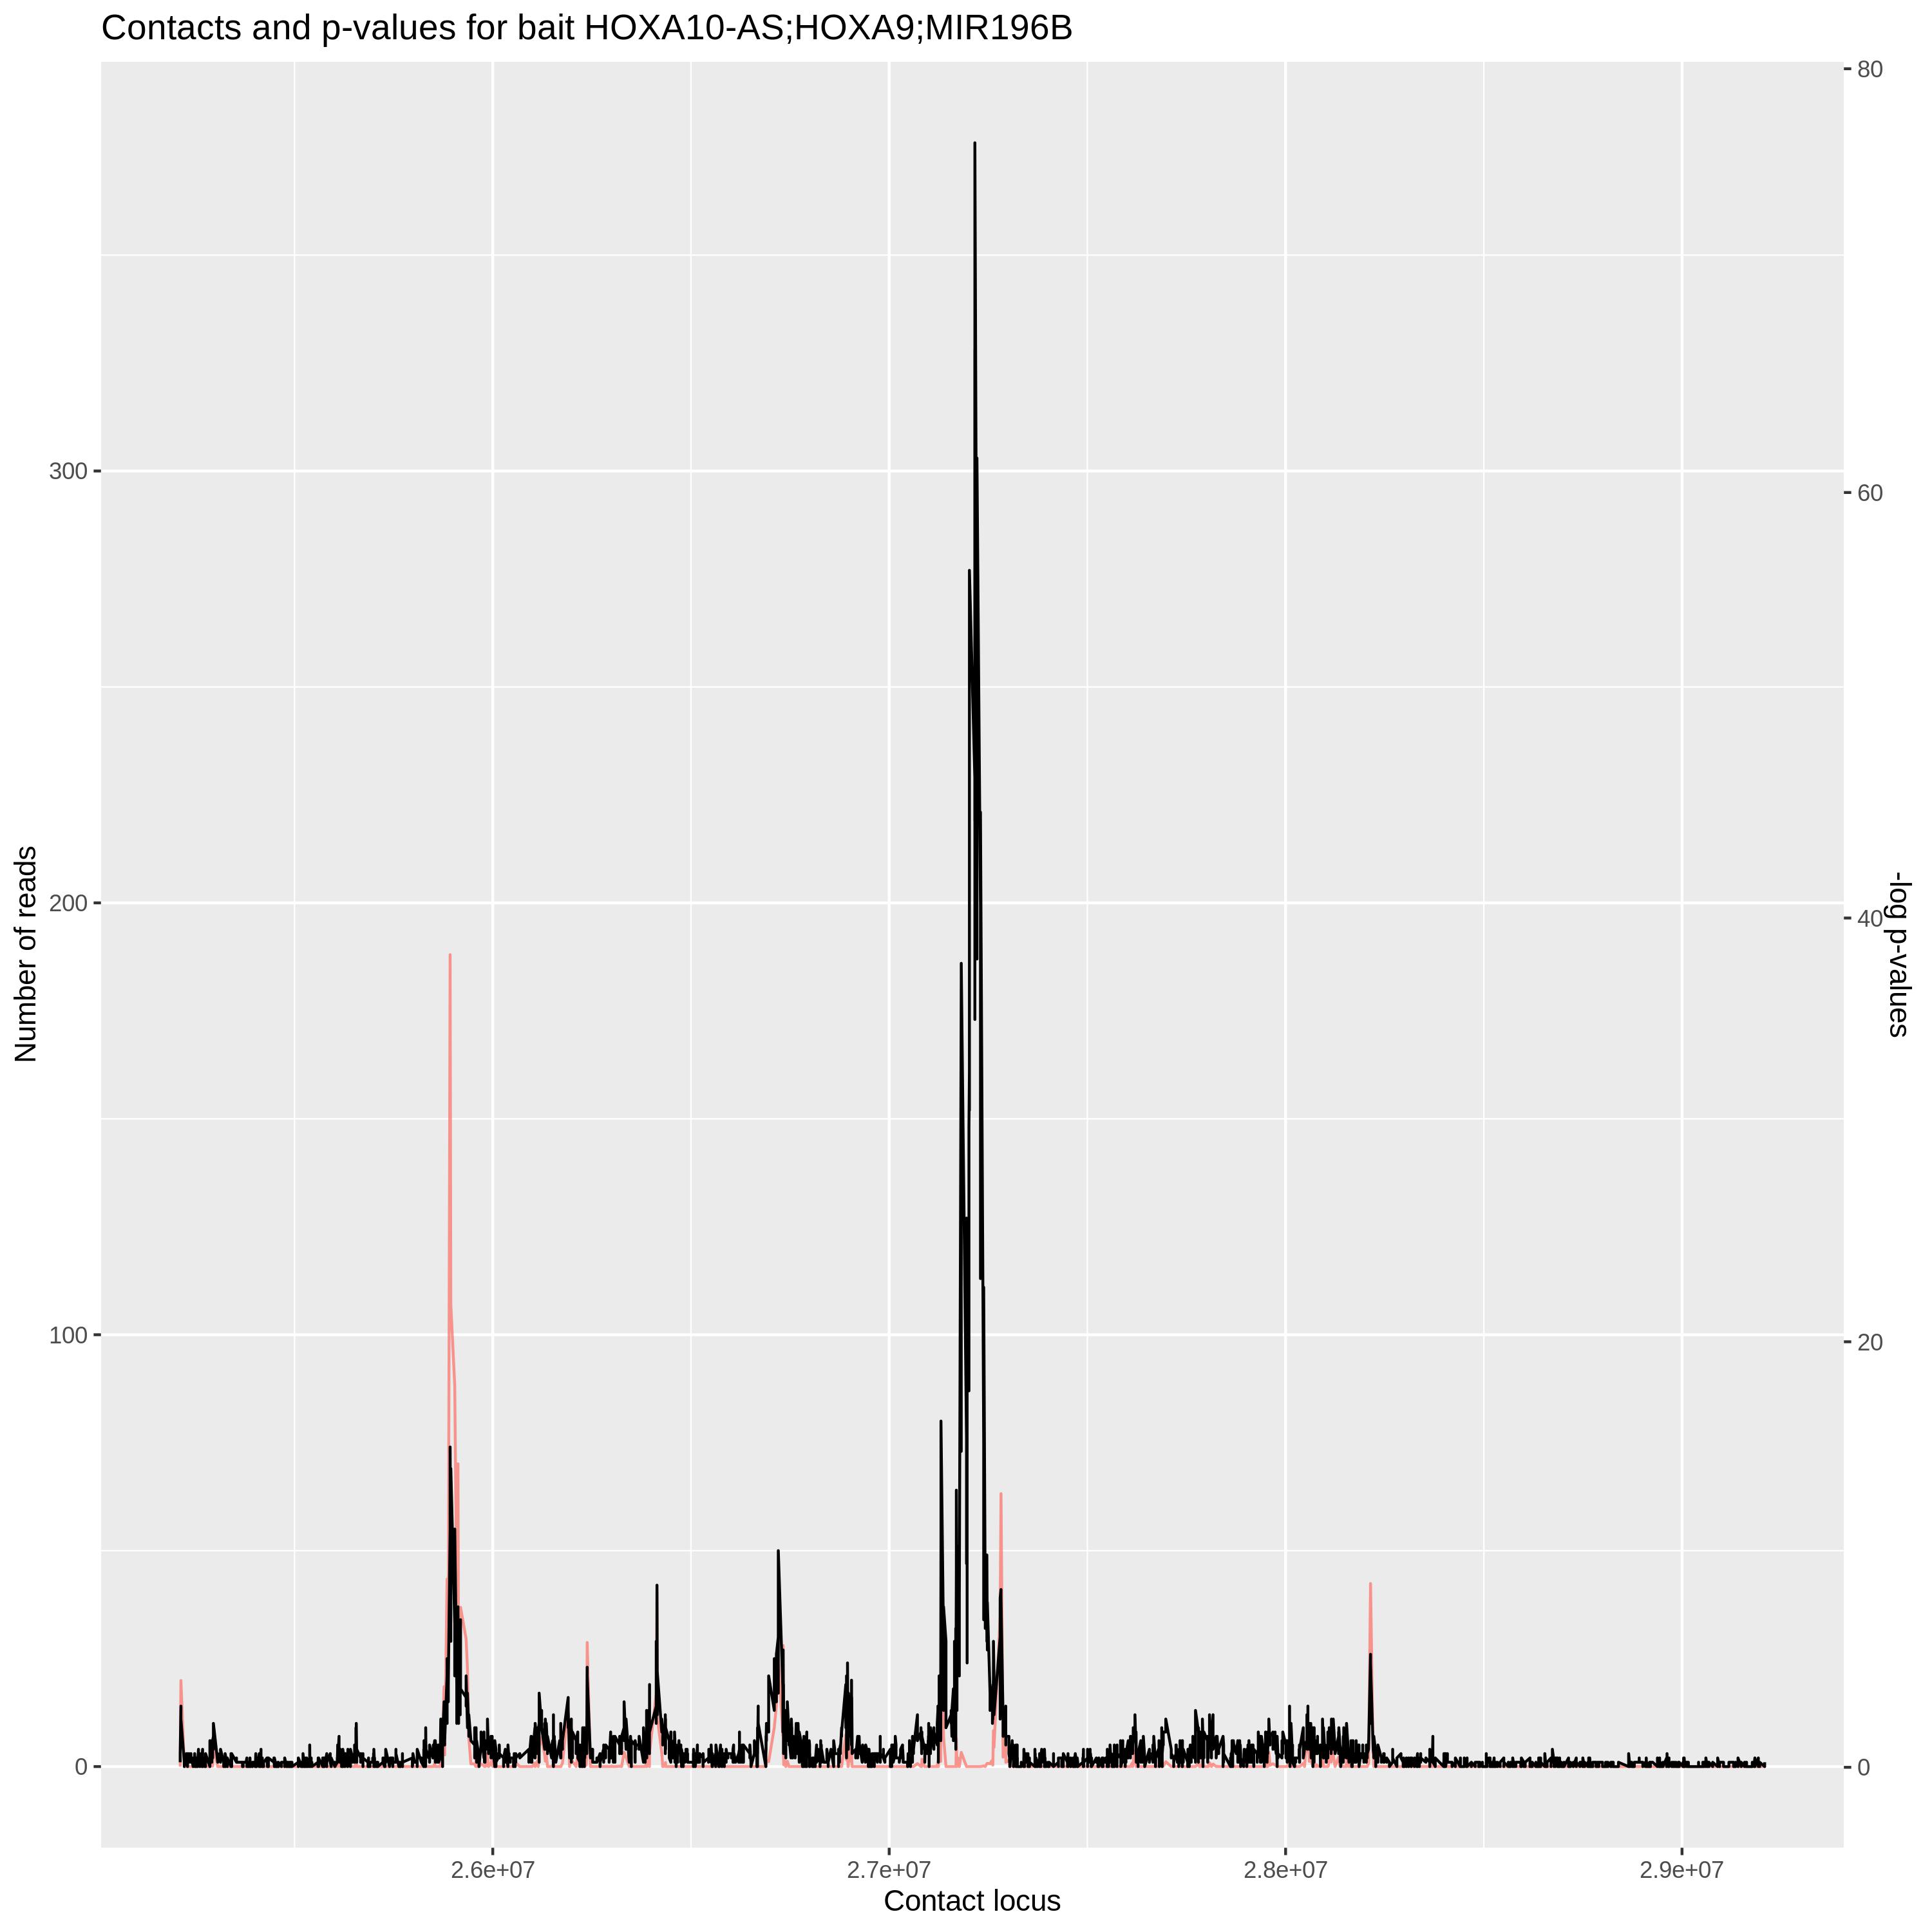 Contacts and p-values for bait HOXA10-AS;HOXA9;MIR196B
80
300
60
200
40
Number of reads
-log p-values
100
20
0
0
2.6e+07
2.7e+07
2.8e+07
2.9e+07
Contact locus